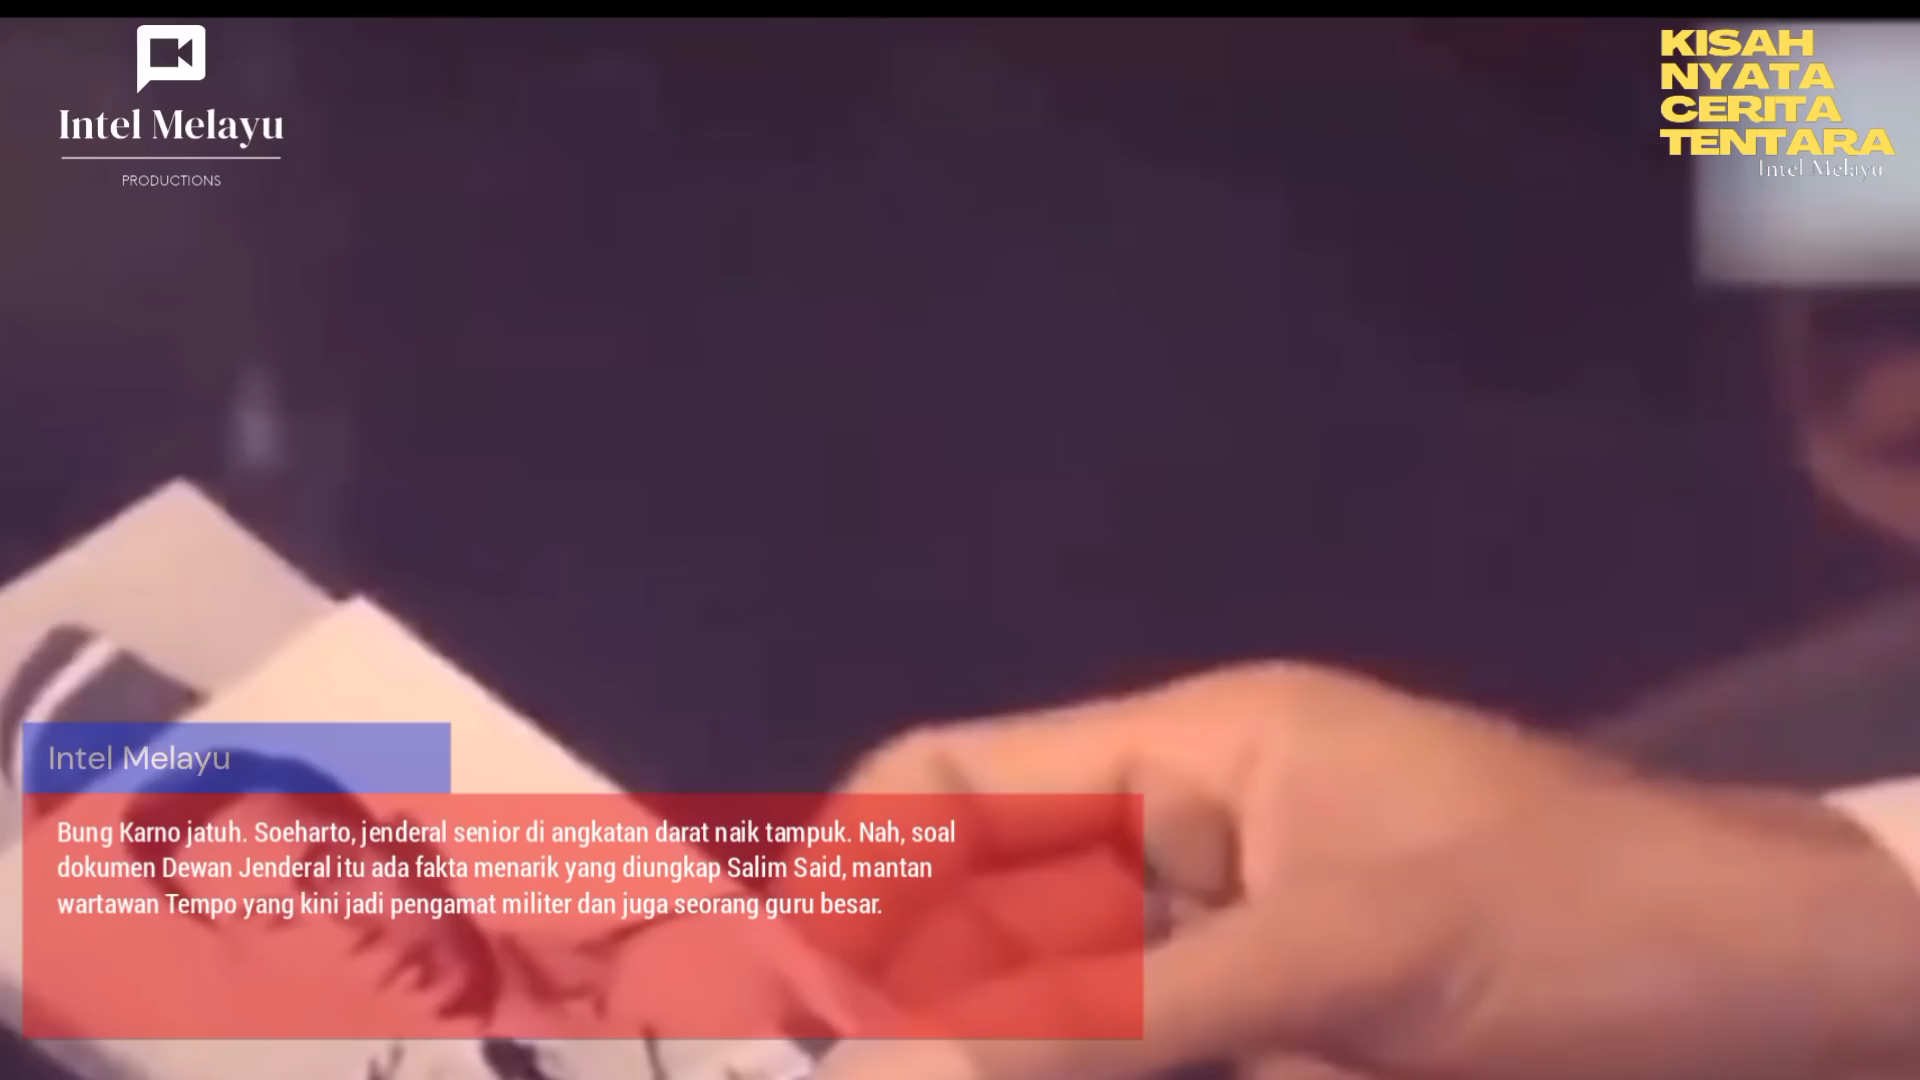 Intel Melayu
PRODUCTIONS
KISAH
NYATA
CERITA
TENTARA
Intel Melayu
Intel Melayu
Bung Karno jatuh. Soeharto, jenderal senior di angkatan darat naik tampuk. Nah, soal
dokumen Dewan Jenderal itu ada fakta menarik yang diungkap Salim Said, mantan
wartawan Tempo yang kini jadi pengamat militer dan juga seorang guru besar.